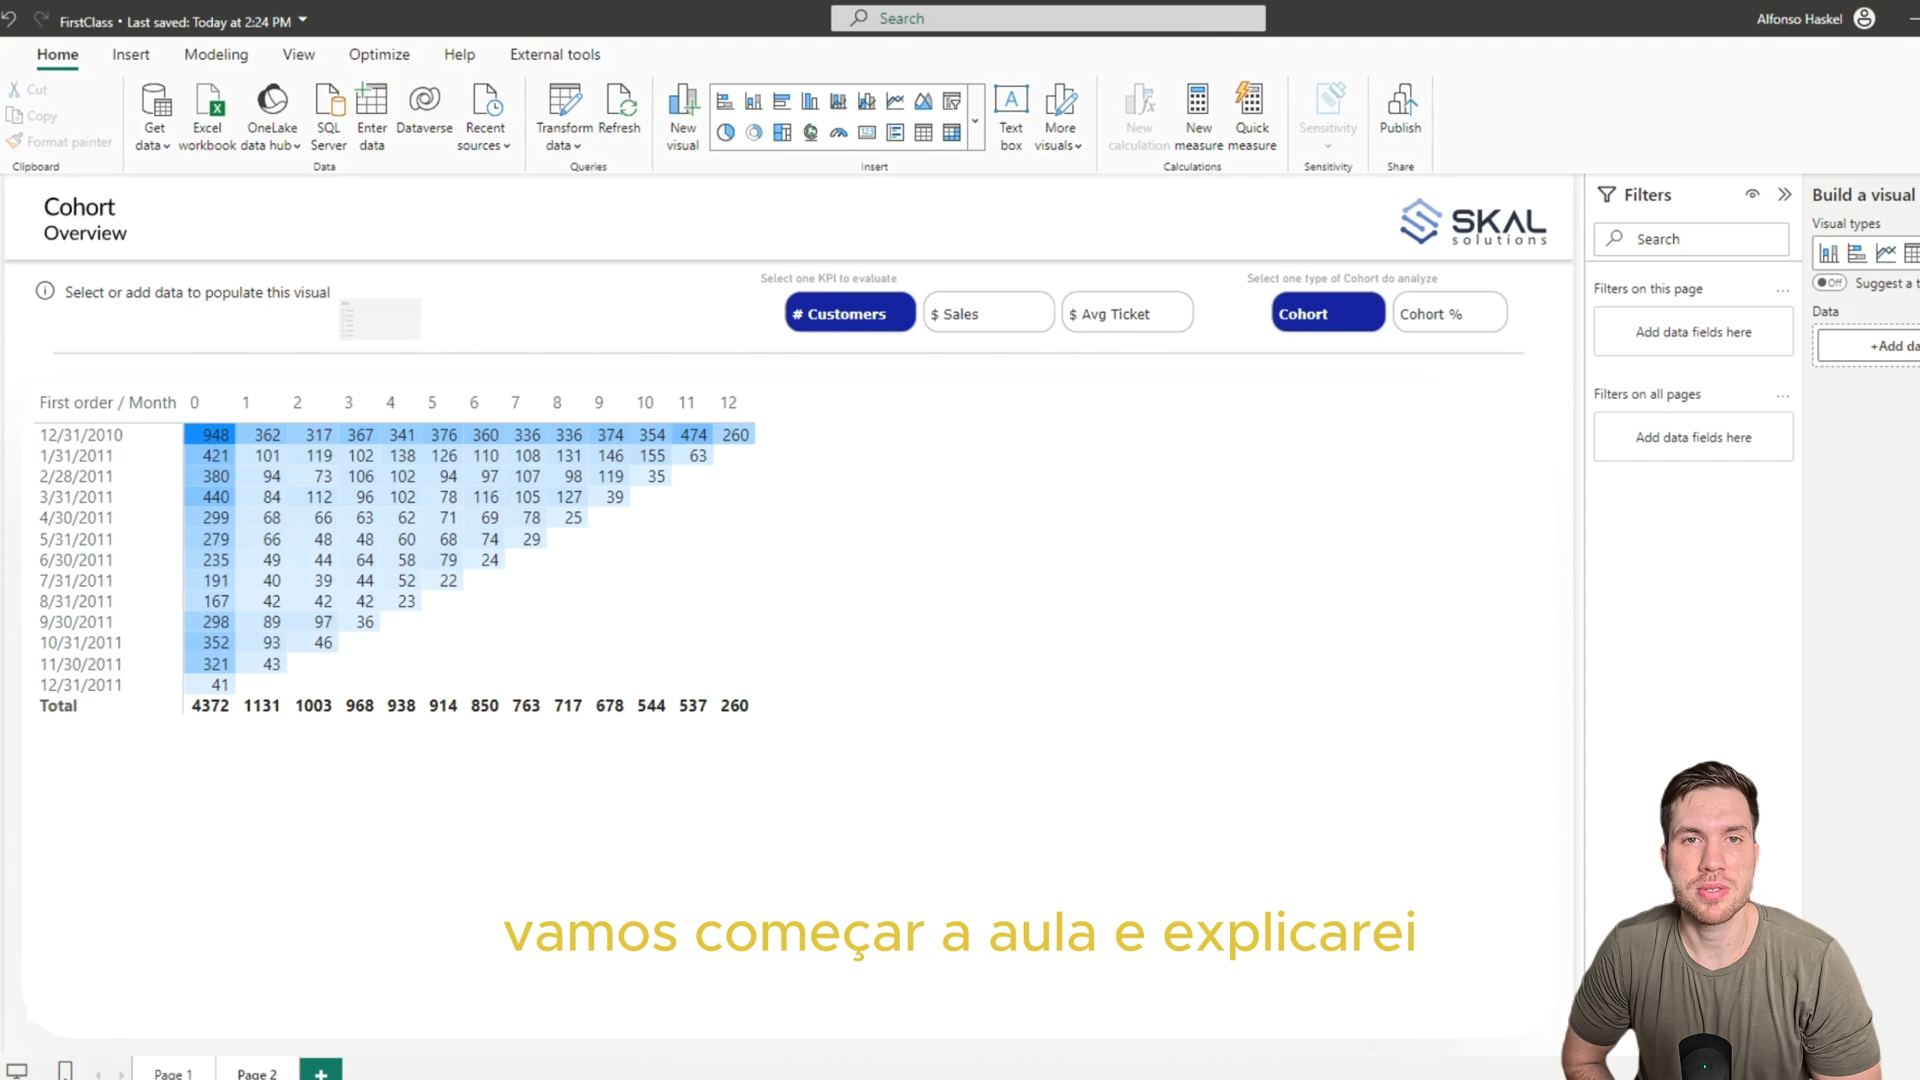 FirstClass • Last saved: Today at 2:24 PM
Search
Alfonso Haskel
Home Insert Modeling View Optimize Help External tools
Cut
Copy
Format painter
Clipboard
Get data
Excel workbook
OneLake data hub
SQL Server
Enter data
Dataverse
Recent sources
Data
Transform data
Refresh
Queries
New visual
Text box
More visuals
Insert
New calculation
New measure
Quick measure
Calculations
Sensitivity
Sensitivity
Publish
Share
Cohort
Overview
SKAL
solutions
Select or add data to populate this visual
Select one KPI to evaluate
# Customers
$ Sales
$ Avg Ticket
Select one type of Cohort do analyze
Cohort
Cohort %
First order / Month 0 1 2 3 4 5 6 7 8 9 10 11 12
12/31/2010 948 362 317 367 341 376 360 336 336 374 354 474 260
1/31/2011 421 101 119 102 138 126 110 108 131 146 155 63
2/28/2011 380 94 73 106 102 94 97 107 98 119 35
3/31/2011 440 84 112 96 102 78 116 105 127 39
4/30/2011 299 68 66 63 62 71 69 78 25
5/31/2011 279 66 48 48 60 68 74 29
6/30/2011 235 49 44 64 58 79 24
7/31/2011 191 40 39 44 52 22
8/31/2011 167 42 42 42 23
9/30/2011 298 89 97 36
10/31/2011 352 93 46
11/30/2011 321 43
12/31/2011 41
Total 4372 1131 1003 968 938 914 850 763 717 678 544 537 260
Filters
Search
Filters on this page ...
Add data fields here
Filters on all pages ...
Add data fields here
Build a visual
Visual types
Off
Suggest a t
Data
+Add da
vamos começar a aula e explicarei
Page 1
Page 2
+